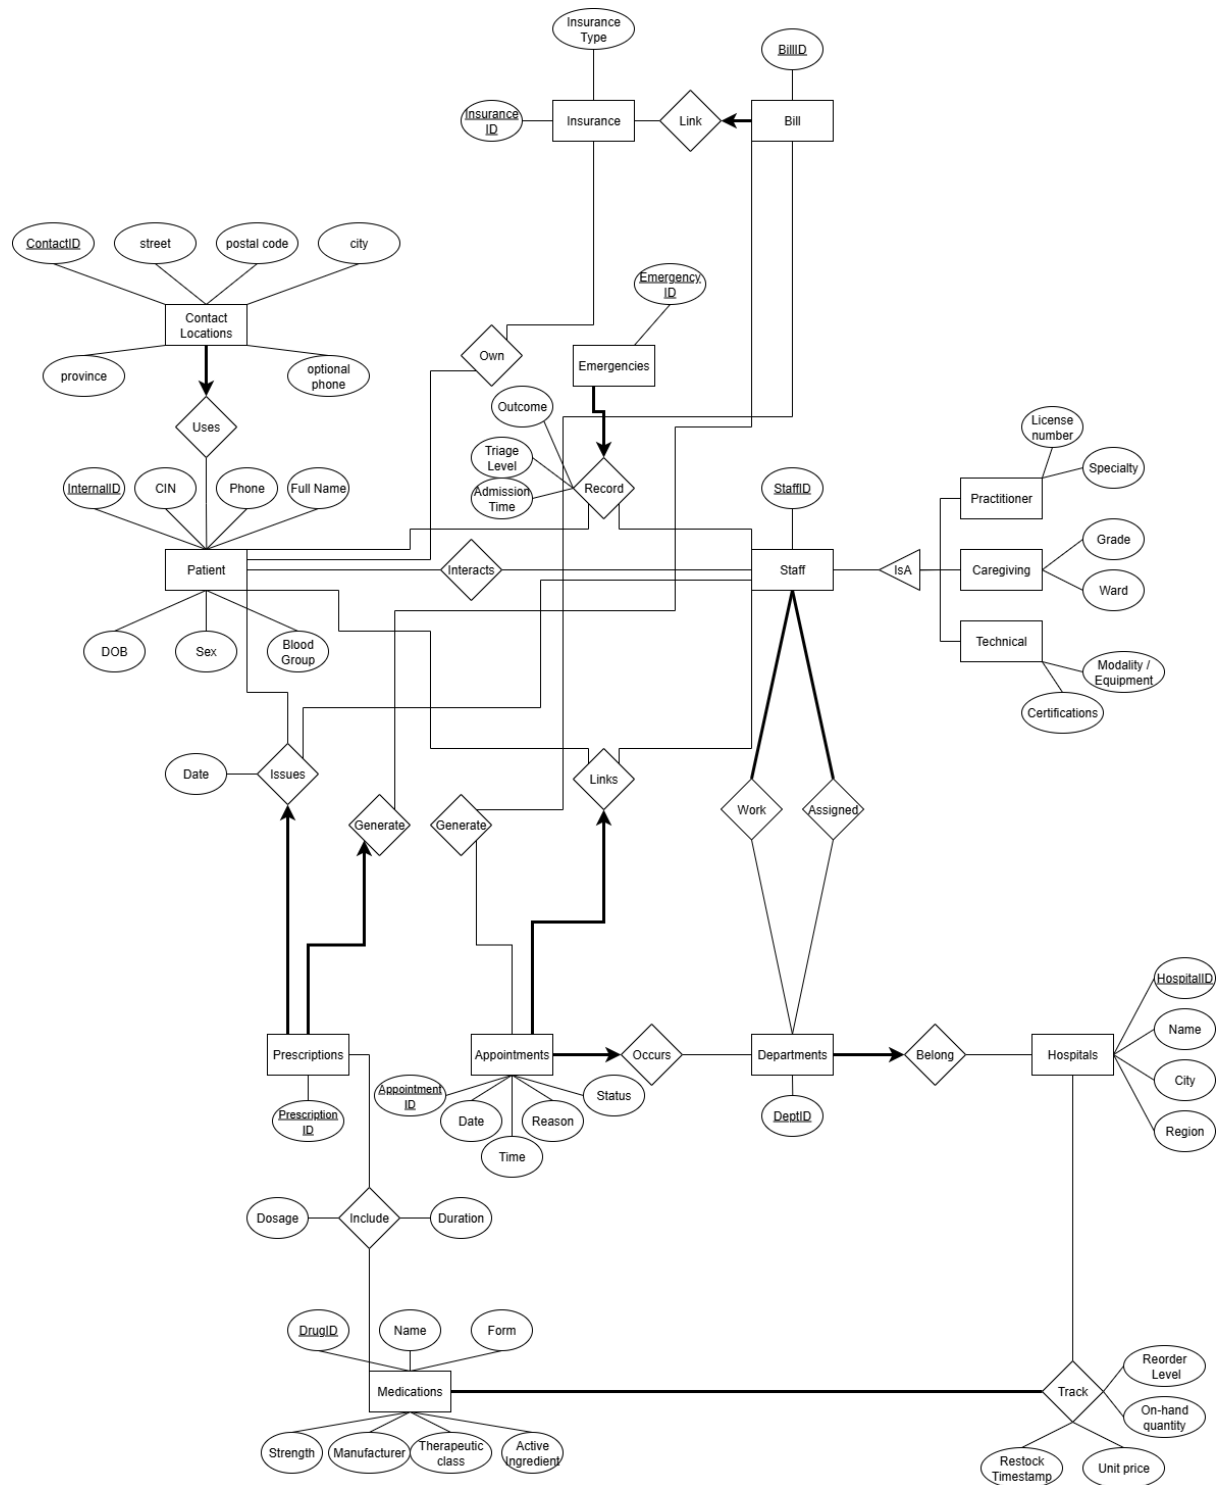 Insurance
Type
BillID
Insurance
ID
Insurance
Link
Bill
ContactID
street
postal code
city
Emergency
ID
Contact
Locations
Own
Emergencies
province
optional
phone
Outcome
Uses
License
number
Triage
Level
Specialty
InternalID
CIN
Phone
Full Name
Record
StaffID
Admission
Time
Practitioner
Grade
Patient
Interacts
Staff
IsA
Caregiving
Ward
DOB
Sex
Blood
Group
Technical
Modality /
Equipment
Certifications
Date
Issues
Links
Generate
Generate
Work
Assigned
HospitalID
Name
Prescriptions
Appointments
Occurs
Departments
Belong
Hospitals
City
Appointment
ID
Status
Prescription
ID
Date
Reason
DeptID
Region
Time
Dosage
Include
Duration
DrugID
Name
Form
Reorder
Level
Medications
Track
On-hand
quantity
Strength
Manufacturer
Therapeutic
class
Active
Ingredient
Restock
Timestamp
Unit price